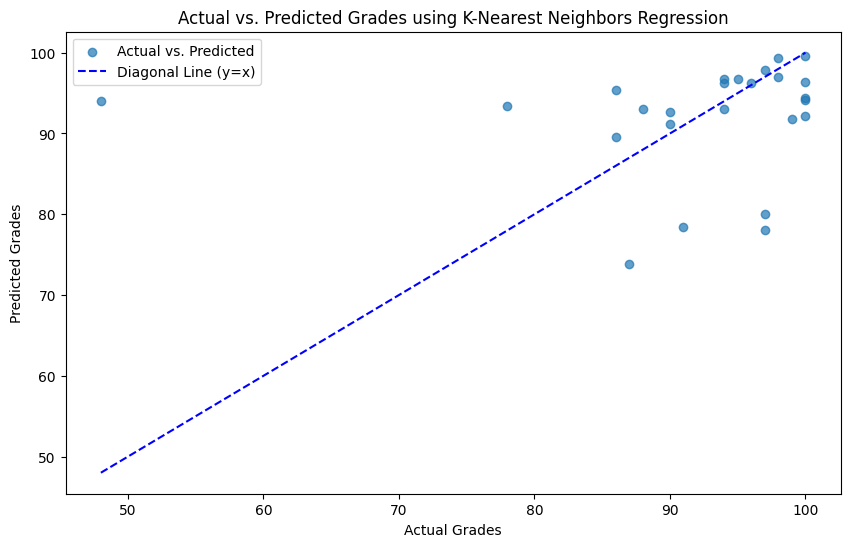 Actual vs. Predicted Grades using K-Nearest Neighbors Regression
Actual vs. Predicted
Diagonal Line (y=x)
Predicted Grades
100
90
80
70
60
50
50
60
70
80
90
100
Actual Grades